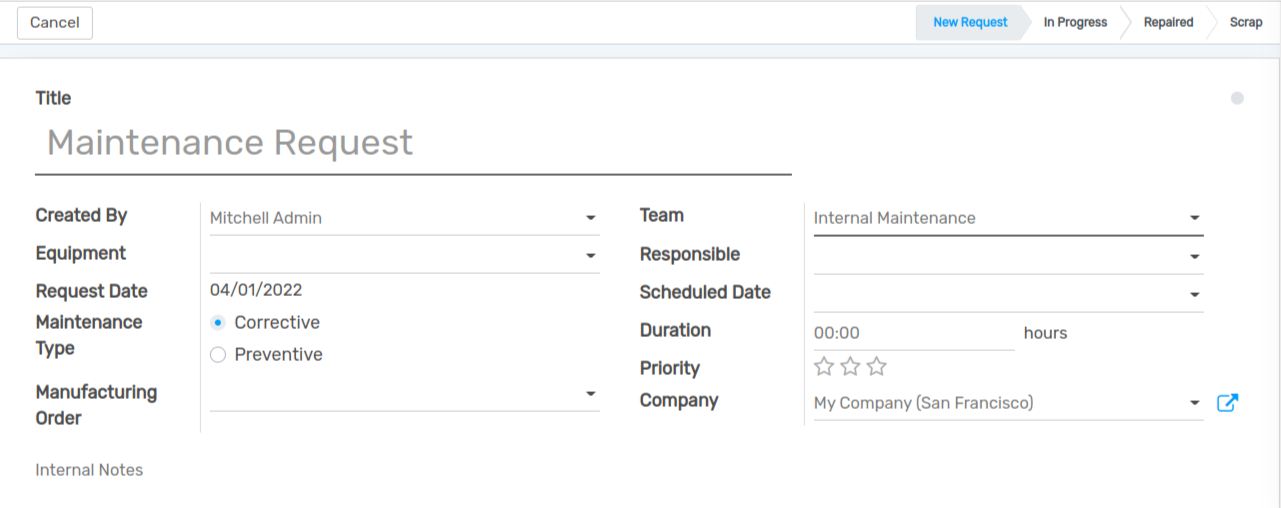 Cancel
New Request
In Progress
Repaired
Scrap
Title
Maintenance Request
Created By
Mitchell Admin
Equipment
Request Date
04/01/2022
Maintenance
Type
Corrective
Preventive
Manufacturing
Order
Team
Internal Maintenance
Responsible
Scheduled Date
Duration
00:00 hours
Priority
Company
My Company (San Francisco)
Internal Notes